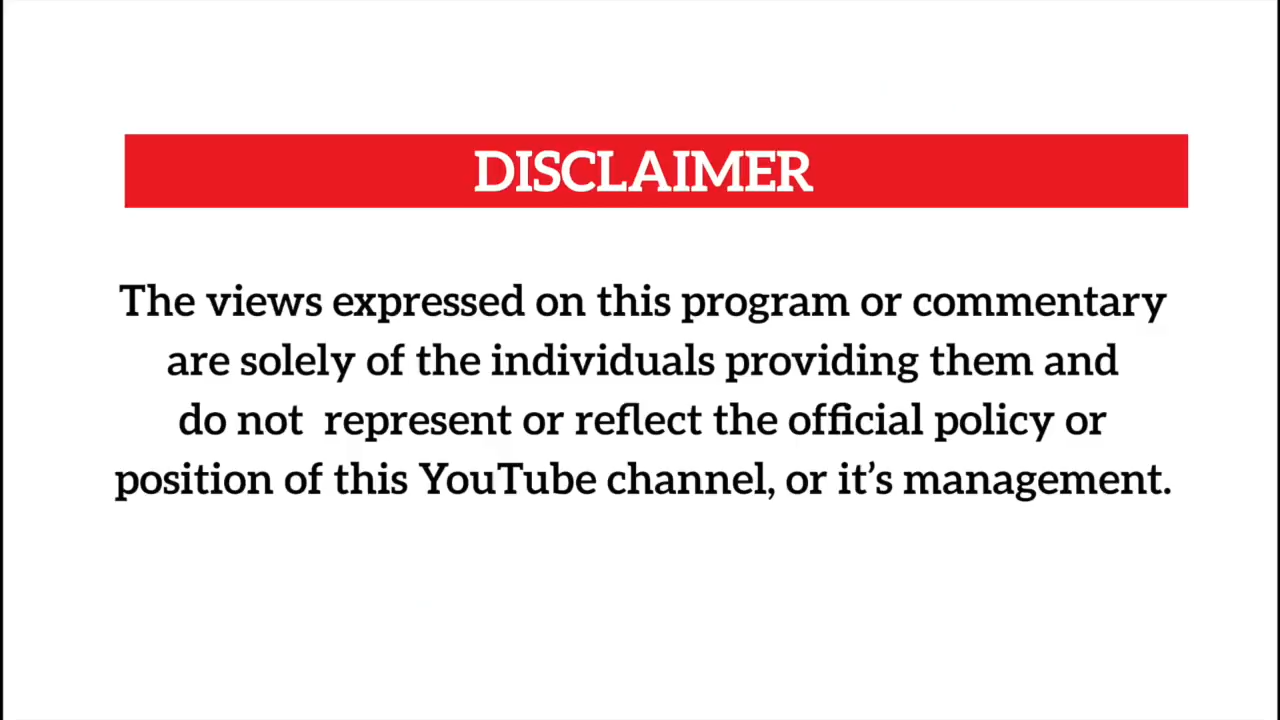 DISCLAIMER
The views expressed on this program or commentary
are solely of the individuals providing them and
do not  represent or reflect the official policy or
position of this YouTube channel, or it’s management.